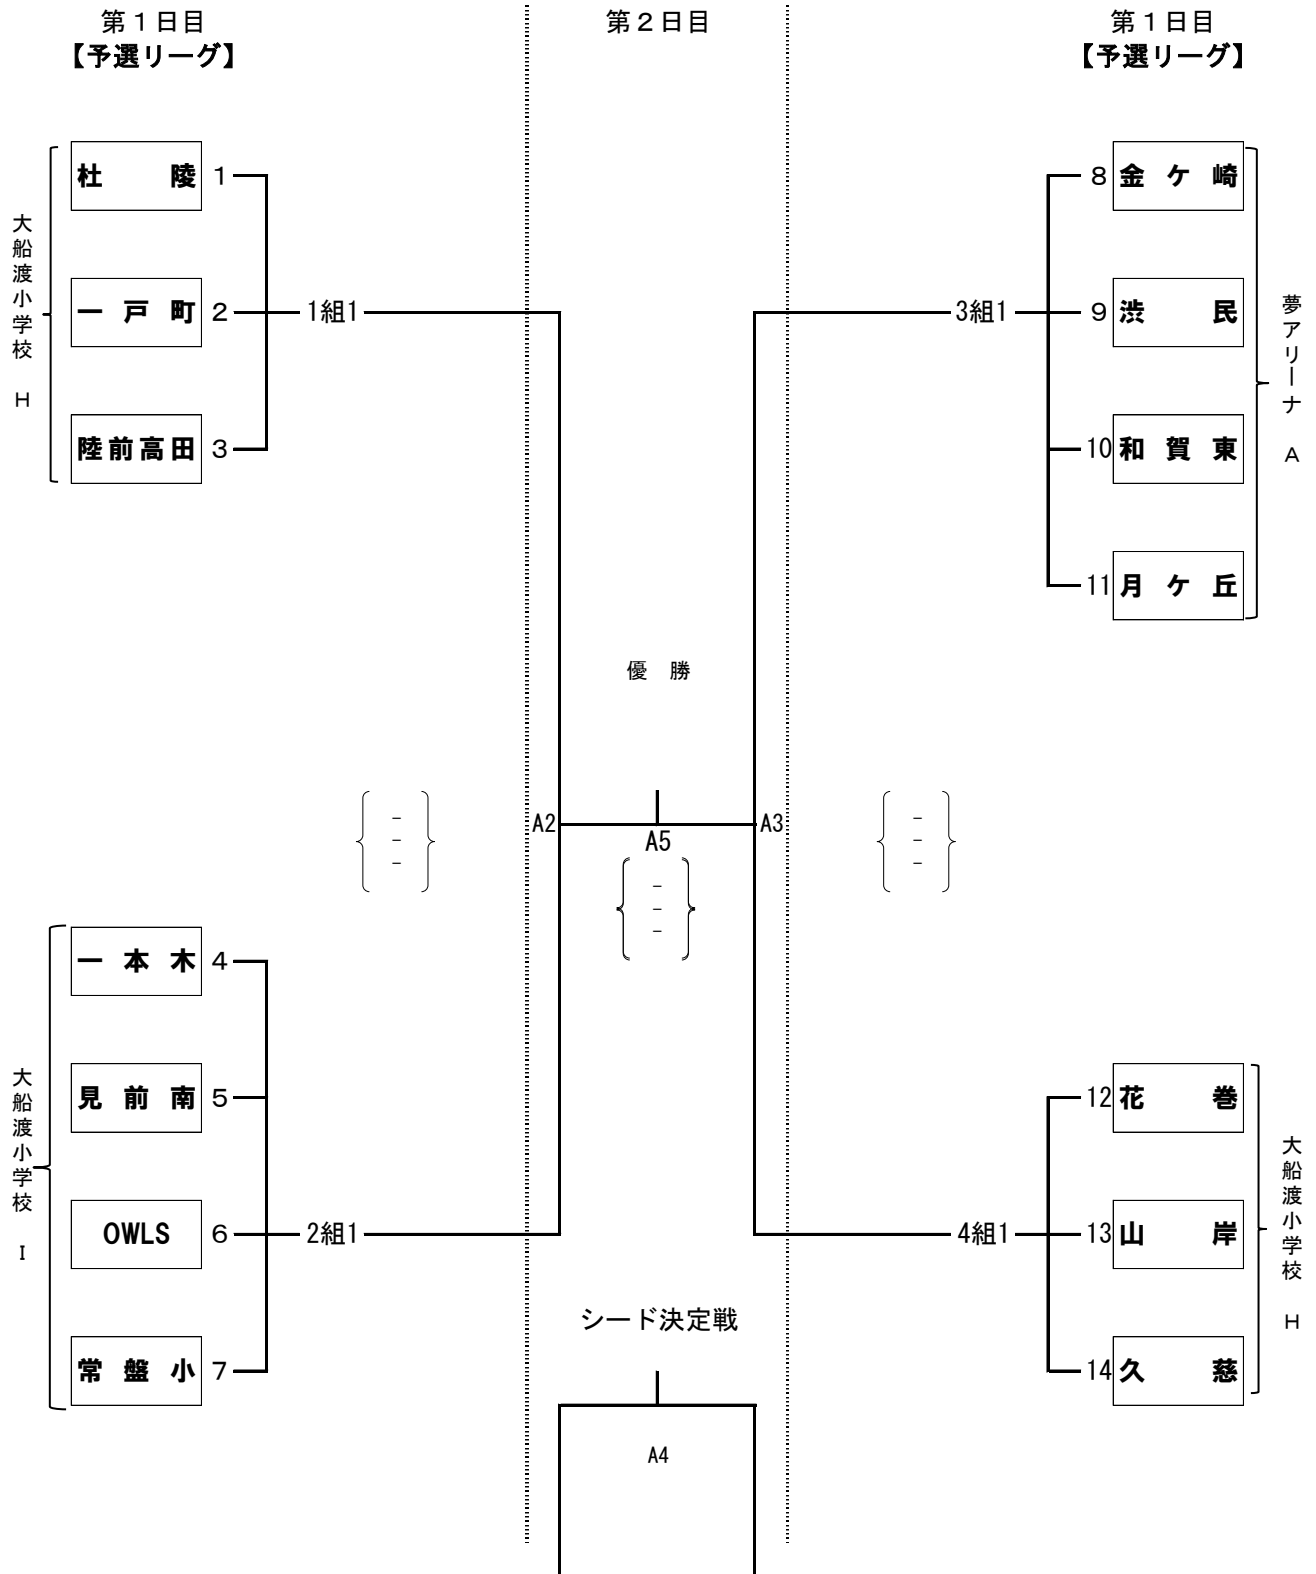 第１日目
【予選リーグ】
第２日目
第１日目
【予選リーグ】
大船渡小学校　H
杜陵 1
一戸町 2
陸前高田 3
1組1
大船渡小学校　I
一本木 4
見前南 5
OWLS 6
常盤小 7
2組1
優　勝
A2
A5
A3
－
－
－
－
－
－
－
－
－
シード決定戦
A4
3組1
8 金ケ崎
9 渋民
10 和賀東
11 月ケ丘
夢アリーナ　A
4組1
12 花巻
13 山岸
14 久慈
大船渡小学校　H